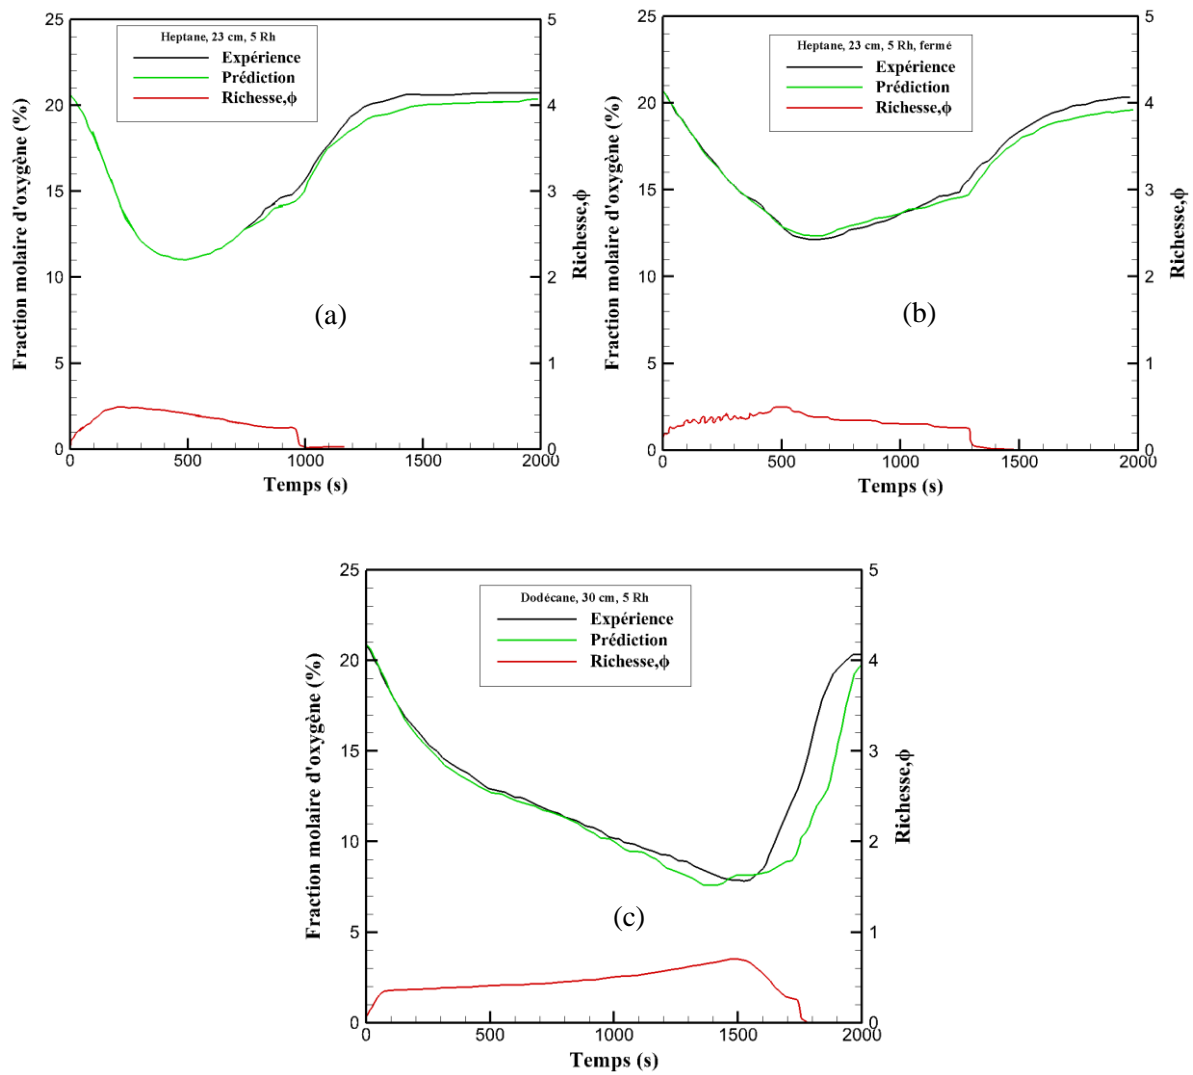 Heptane, 23 cm, 5 Rh
Expérience
Prédiction
Richesse,ϕ
Fraction molaire d'oxygène (%)
25
20
15
10
5
0
5
4
3
2
1
0
Richesse,ϕ
(a)
0 500 1000 1500 2000
Temps (s)
Heptane, 23 cm, 5 Rh, fermé
Expérience
Prédiction
Richesse,ϕ
Fraction molaire d'oxygène (%)
25
20
15
10
5
0
5
4
3
2
1
0
Richesse,ϕ
(b)
0 500 1000 1500 2000
Temps (s)
Dodécane, 30 cm, 5 Rh
Expérience
Prédiction
Richesse,ϕ
Fraction molaire d'oxygène (%)
25
20
15
10
5
0
5
4
3
2
1
0
Richesse,ϕ
(c)
0 500 1000 1500 2000
Temps (s)